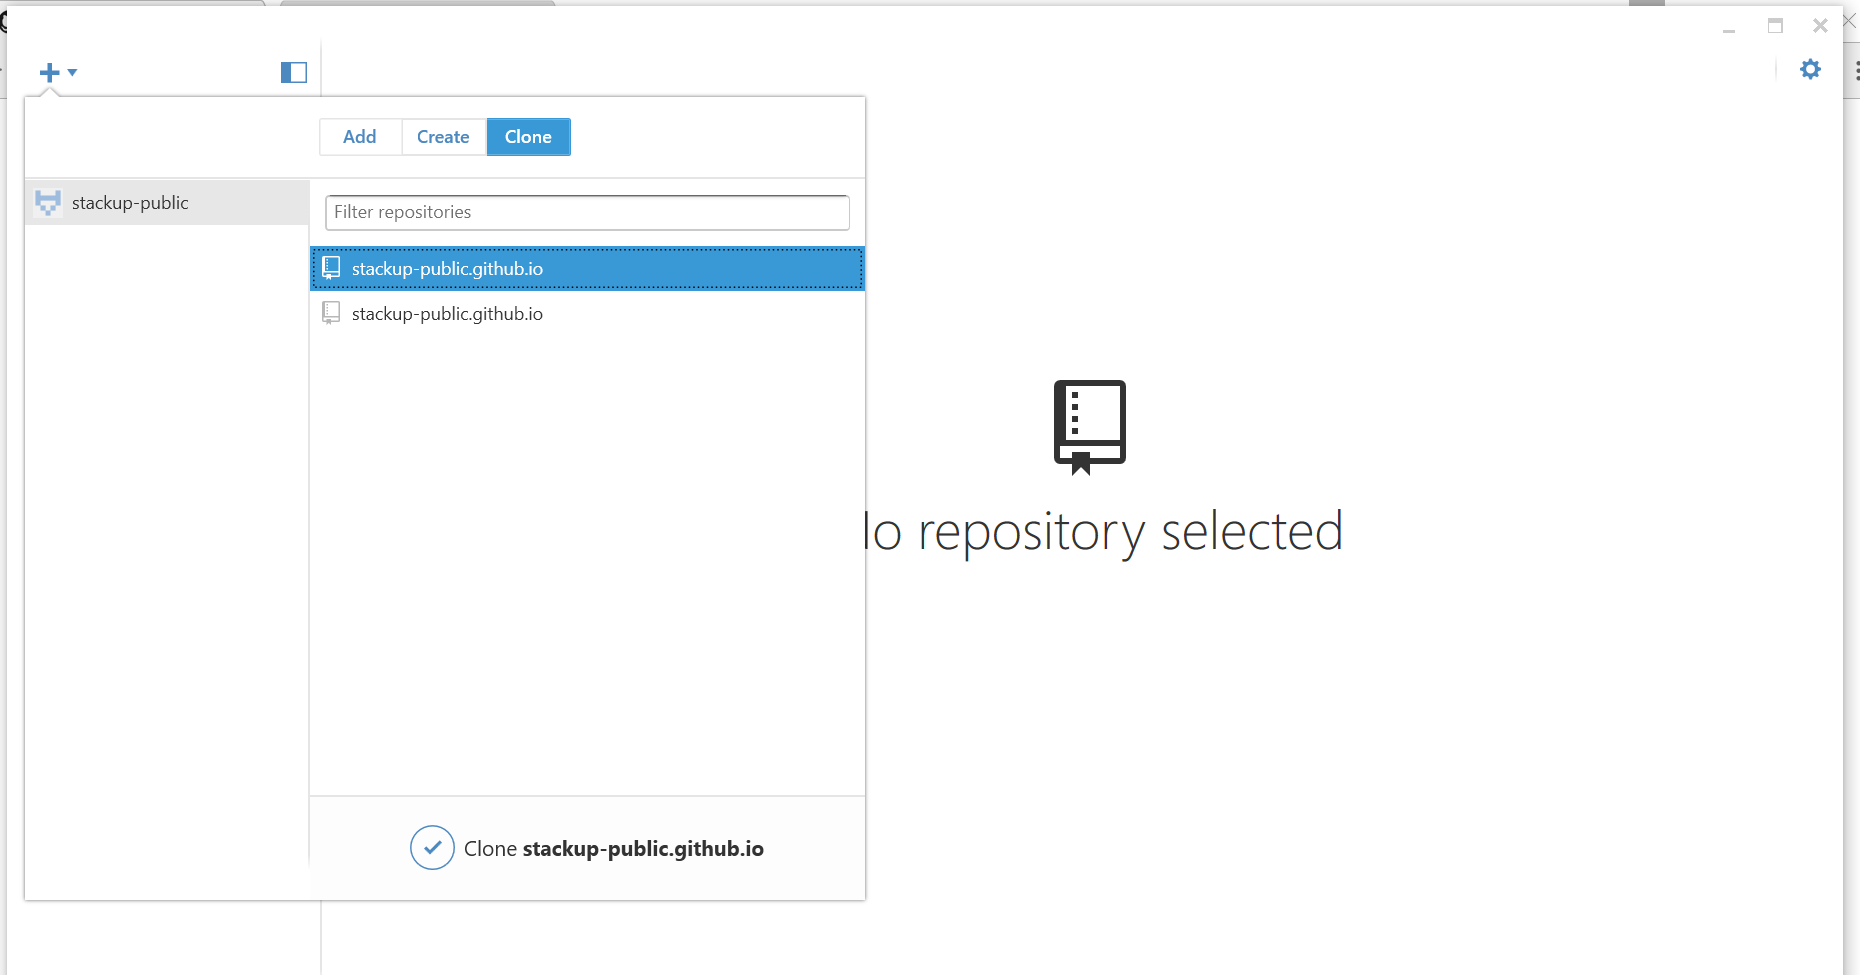 Add Create Clone
stackup-public
Filter repositories
stackup-public.github.io
stackup-public.github.io
repository selected
Clone stackup-public.github.io